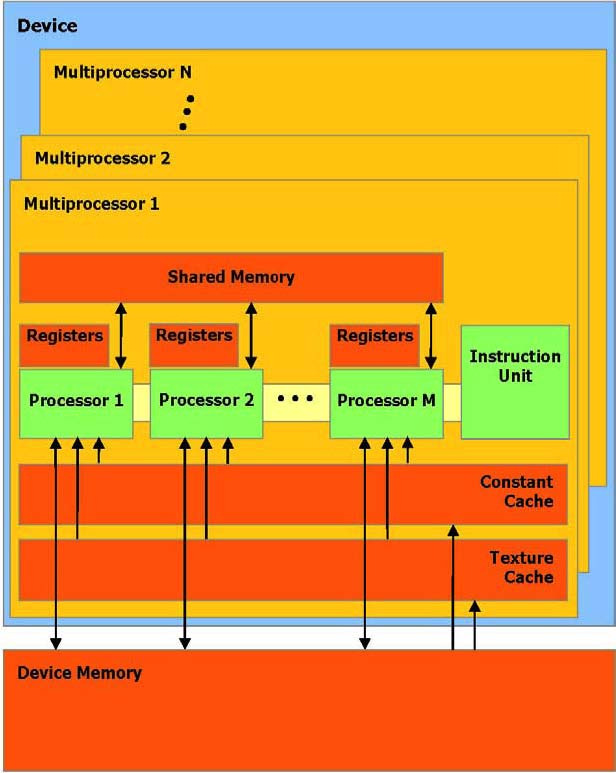 Device
Multiprocessor N
Multiprocessor 2
Multiprocessor 1
Shared Memory
Registers
Registers
Registers
Processor 1
Processor 2
• • •
Processor M
Instruction
Unit
Constant
Cache
Texture
Cache
Device Memory